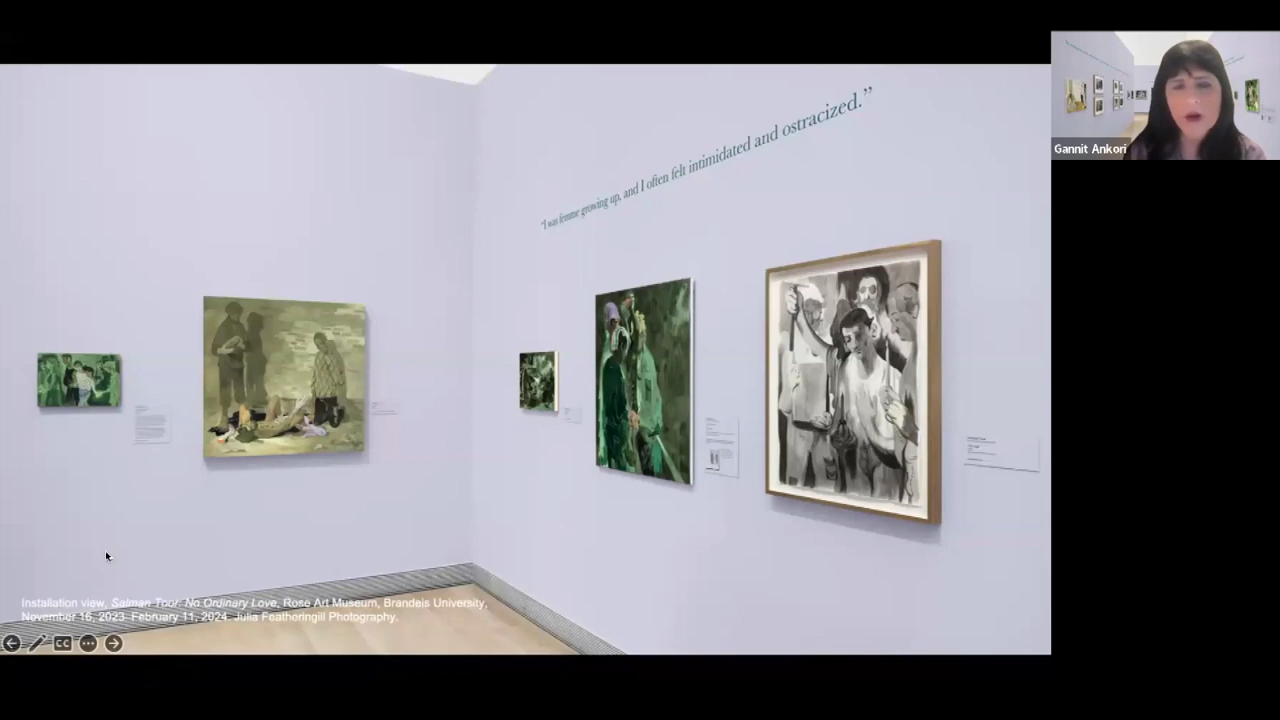 "I was femme growing up, and I often felt intimidated and ostracized."
Gannit Ankori
Installation view, Salman Toor: No Ordinary Love, Rose Art Museum, Brandeis University,
November 16, 2023- February 11, 2024. Julia Featheringill Photography.
CC